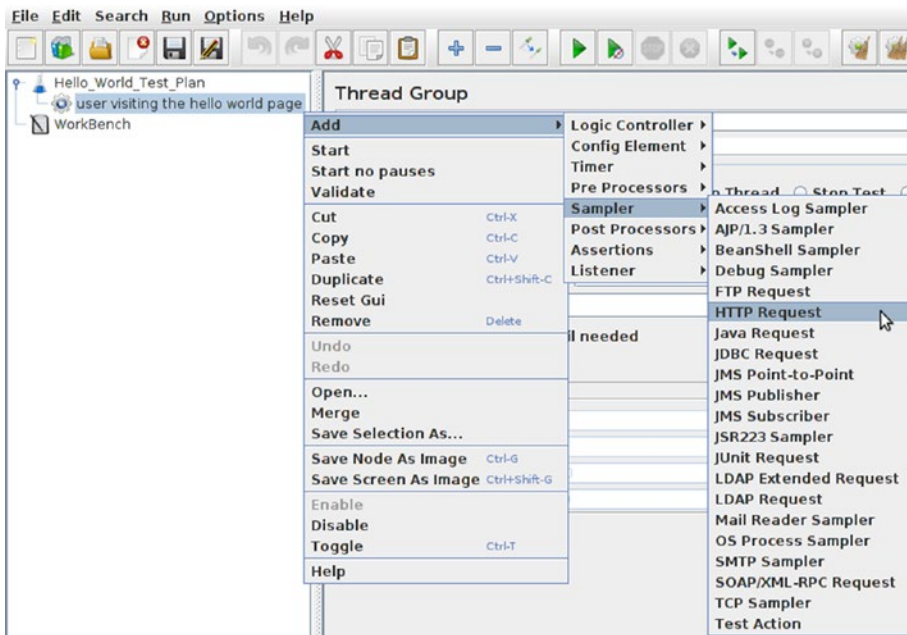 File Edit Search Run Options Help
Hello_World_Test_Plan
user visiting the hello world page
WorkBench
Thread Group
Add
Start
Start no pauses
Validate
Cut Ctrl-X
Copy Ctrl-C
Paste Ctrl-V
Duplicate Ctrl+Shift-C
Reset Gui
Remove Delete
Undo
Redo
Open...
Merge
Save Selection As...
Save Node As Image Ctrl-G
Save Screen As Image Ctrl+Shift-G
Enable
Disable
Toggle Ctrl-T
Help
Logic Controller
Config Element
Timer
Pre Processors
Sampler
Post Processors
Assertions
Listener
Thread Stop Test
needed
Access Log Sampler
AJP/1.3 Sampler
BeanShell Sampler
Debug Sampler
FTP Request
HTTP Request
Java Request
JDBC Request
JMS Point-to-Point
JMS Publisher
JMS Subscriber
JSR223 Sampler
JUnit Request
LDAP Extended Request
LDAP Request
Mail Reader Sampler
OS Process Sampler
SMTP Sampler
SOAP/XML-RPC Request
TCP Sampler
Test Action